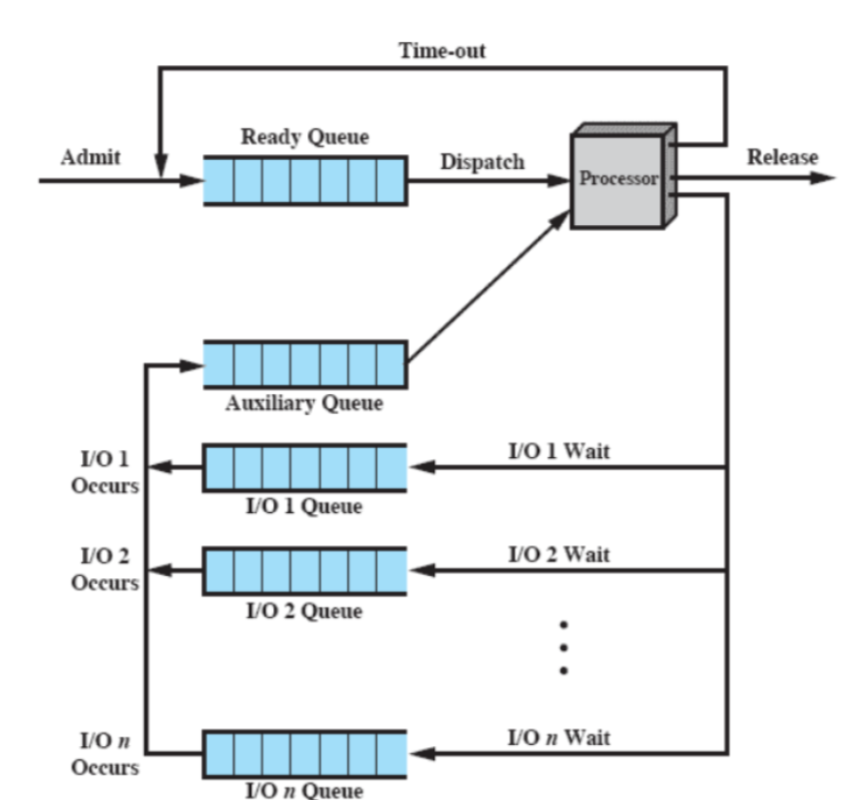 Time-out
Ready Queue
Admit
Dispatch
Processor
Release
Auxiliary Queue
I/O 1
Occurs
I/O 1 Wait
I/O 1 Queue
I/O 2
Occurs
I/O 2 Wait
I/O 2 Queue
I/O n
Occurs
I/O n Wait
I/O n Queue